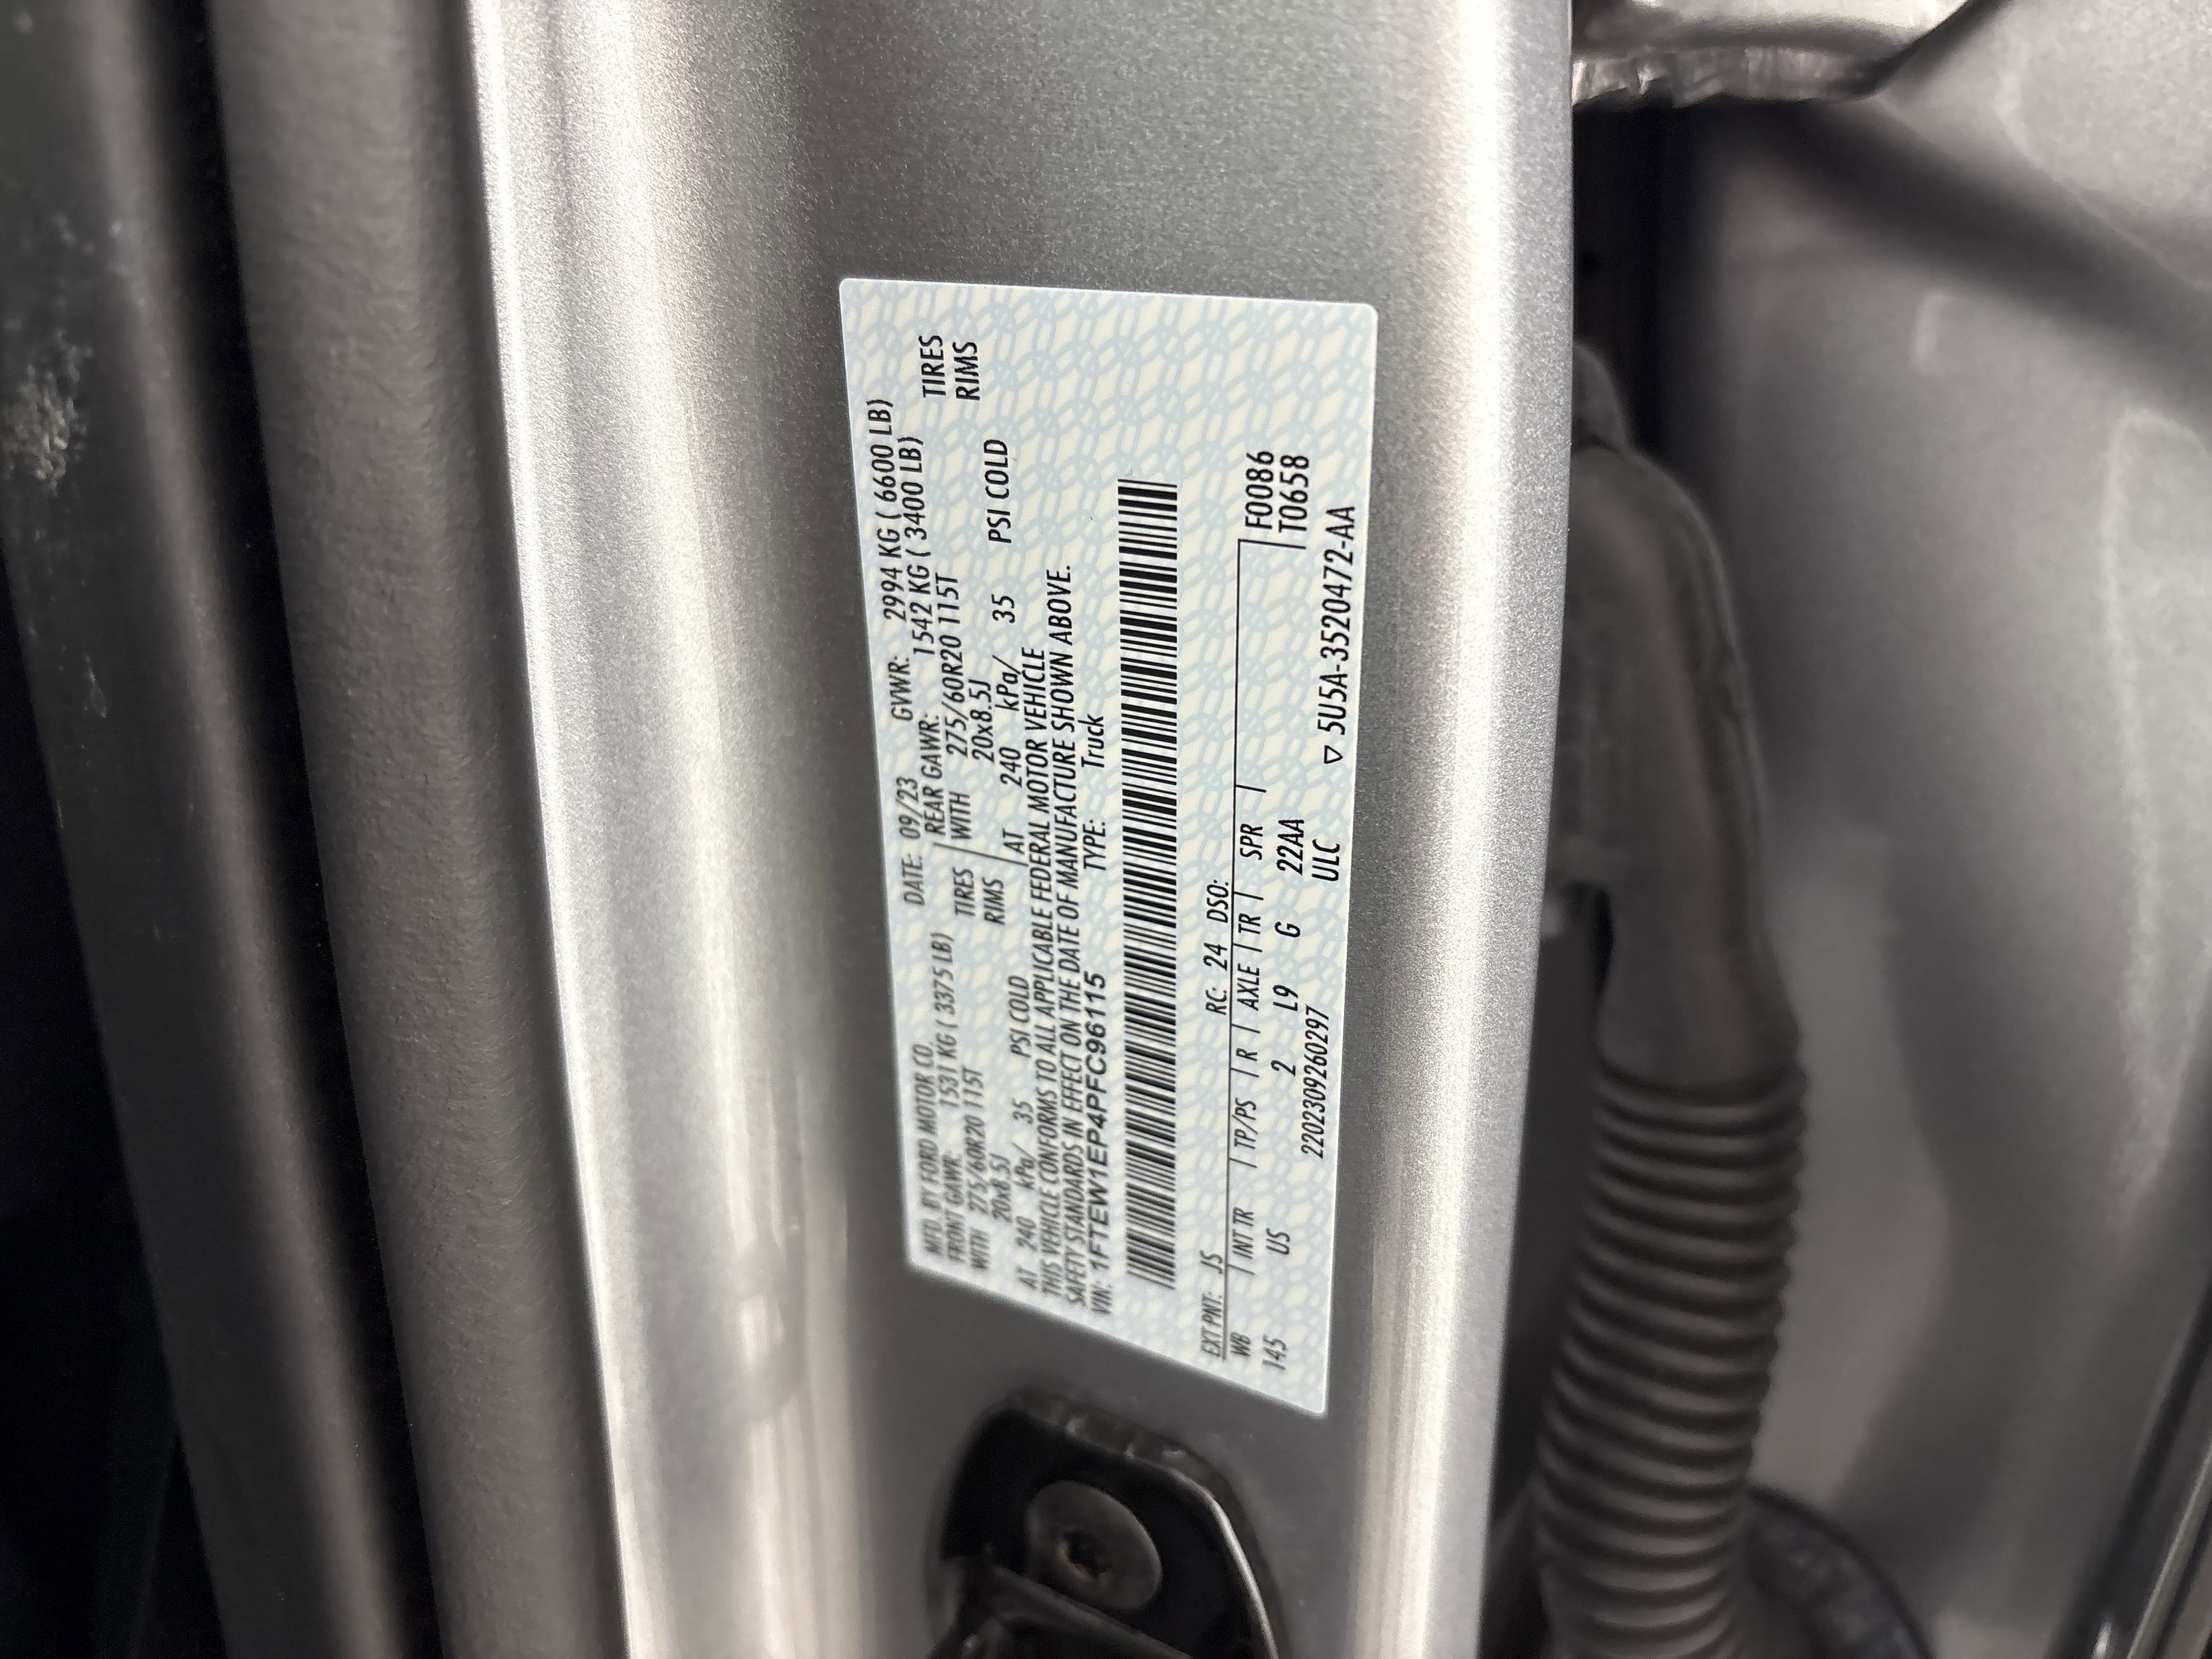 MFD. BY FORD MOTOR CO.
DATE: 09/23 GVWR: 2994 KG ( 6600 LB)
FRONT GAWR: 1531 KG ( 3375 LB) REAR GAWR: 1542 KG ( 3400 LB)
WITH 275/60R20 115T TIRES WITH 275/60R20 115T TIRES
20x8.5J RIMS 20x8.5J RIMS
AT 240 kPa/ 35 PSI COLD AT 240 kPa/ 35 PSI COLD
THIS VEHICLE CONFORMS TO ALL APPLICABLE FEDERAL MOTOR VEHICLE
SAFETY STANDARDS IN EFFECT ON THE DATE OF MANUFACTURE SHOWN ABOVE.
VIN: 1FTEW1EP4PFC96115 TYPE: Truck
EXT PNT: JS RC: 24 DSO: F0086
WB | INT TR | TP/PS | R | AXLE | TR | SPR | T0658
145 US 2 L9 G 22AA
2202309260297 ULC ▽ 5U5A-3520472-AA